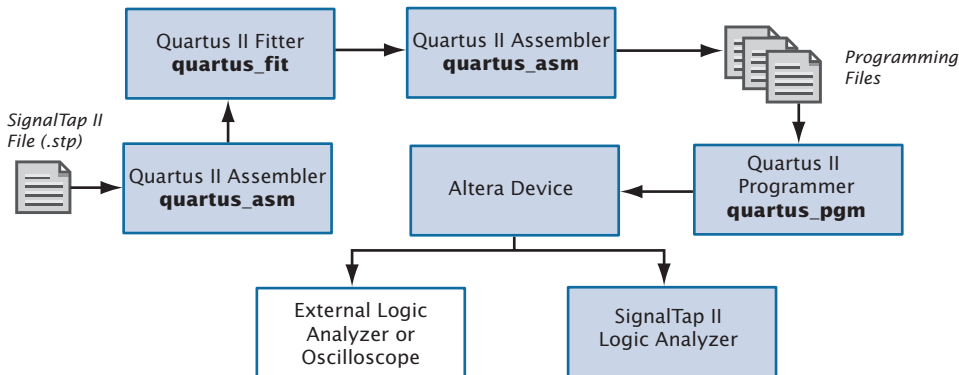 Quartus II Fitter
quartus_fit
Quartus II Assembler
quartus_asm
Programming
Files
SignalTap II
File (.stp)
Quartus II Assembler
quartus_asm
Altera Device
Quartus II
Programmer
quartus_pgm
External Logic
Analyzer or
Oscilloscope
SignalTap II
Logic Analyzer